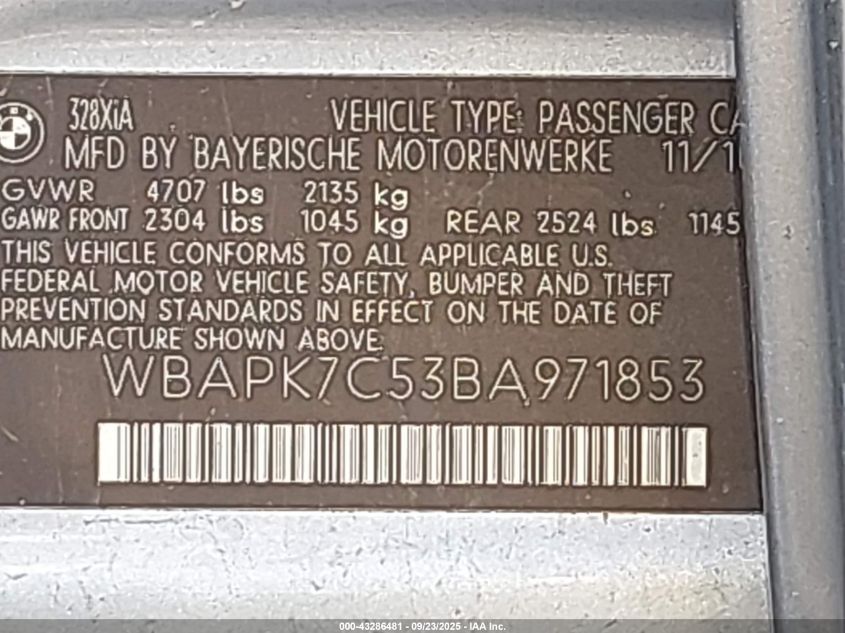 328XiA VEHICLE TYPE: PASSENGER
MFD BY BAYERISCHE MOTORENWERKE 11/1
GVWR 4707 lbs 2135 kg
GAWR FRONT 2304 lbs 1045 kg REAR 2524 lbs 1145
THIS VEHICLE CONFORMS TO ALL APPLICABLE U.S.
FEDERAL MOTOR VEHICLE SAFETY, BUMPER AND THEFT
PREVENTION STANDARDS IN EFFECT ON THE DATE OF
MANUFACTURE SHOWN ABOVE.
WBAPK7C53BA971853
000-43286481 - 09/23/2025 - IAA Inc.